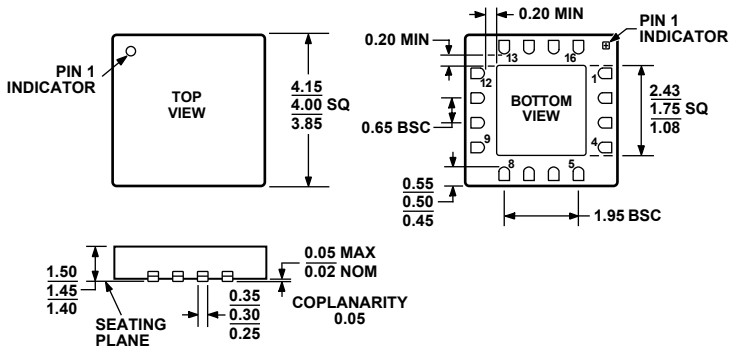 PIN 1
INDICATOR
TOP
VIEW
4.15
4.00 SQ
3.85
0.20 MIN
0.20 MIN
PIN 1
INDICATOR
13
16
12
1
BOTTOM
VIEW
2.43
1.75 SQ
1.08
0.65 BSC
9
4
8
5
0.55
0.50
0.45
1.95 BSC
1.50
1.45
1.40
SEATING
PLANE
0.05 MAX
0.02 NOM
0.35
0.30
0.25
COPLANARITY
0.05